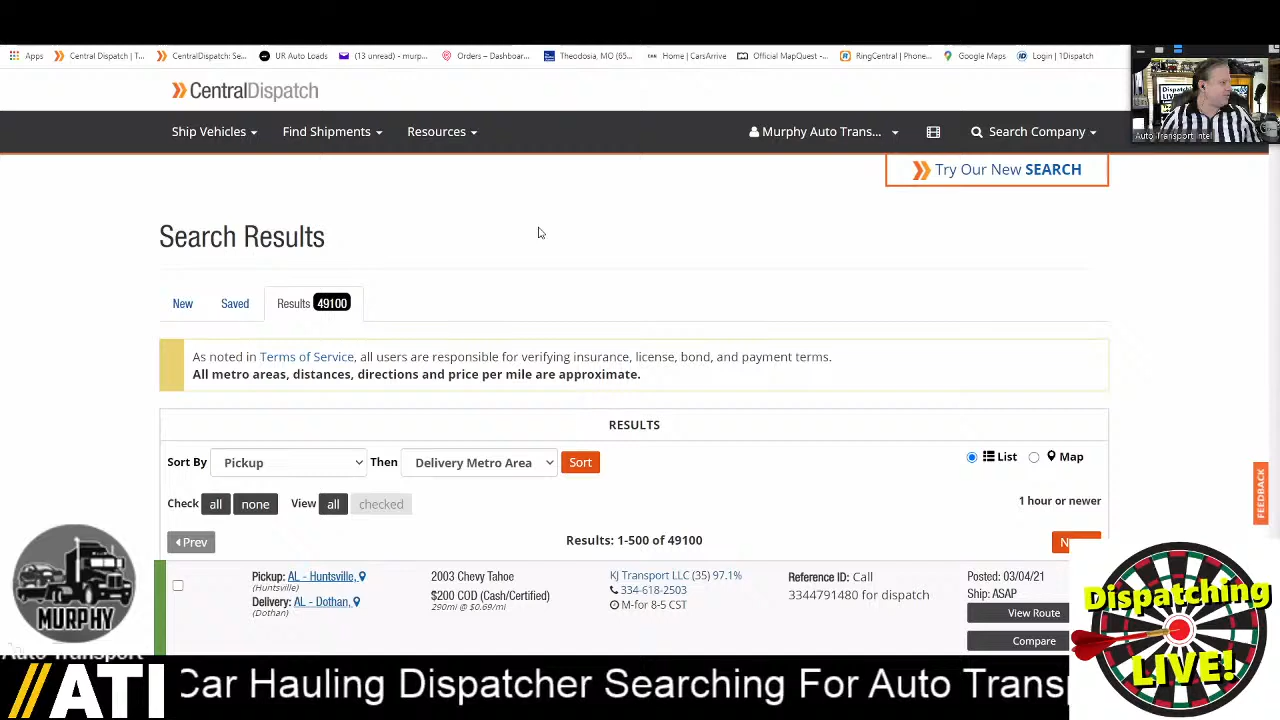 Apps
Central Dispatch | T...
CentralDispatch: Se...
UR Auto Loads
(13 unread) - murp...
Orders – Dashboar...
Theodosia, MO (65...
Home | CarsArrive
Official MapQuest -...
RingCentral | Phone...
Google Maps
Login | 1Dispatch
CentralDispatch
Auto Transport Intel
Ship Vehicles
Find Shipments
Resources
Murphy Auto Trans...
Search Company
Try Our New SEARCH
Search Results
New
Saved
Results 49100
As noted in Terms of Service, all users are responsible for verifying insurance, license, bond, and payment terms.
All metro areas, distances, directions and price per mile are approximate.
RESULTS
Sort By Pickup Then Delivery Metro Area Sort
List Map
Check all none View all checked
1 hour or newer
FEEDBACK
Prev
Results: 1-500 of 49100
Pickup: AL - Huntsville,
(Huntsville)
Delivery: AL - Dothan,
(Dothan)
2003 Chevy Tahoe
$200 COD (Cash/Certified)
290mi @ $0.69/mi
KJ Transport LLC (35) 97.1%
334-618-2503
M-for 8-5 CST
Reference ID: Call
3344791480 for dispatch
Posted: 03/04/21
Ship: ASAP
View Route
Compare
MURPHY
Auto Transport
Dispatching
LIVE!
//ATI
Car Hauling Dispatcher Searching For Auto Transp